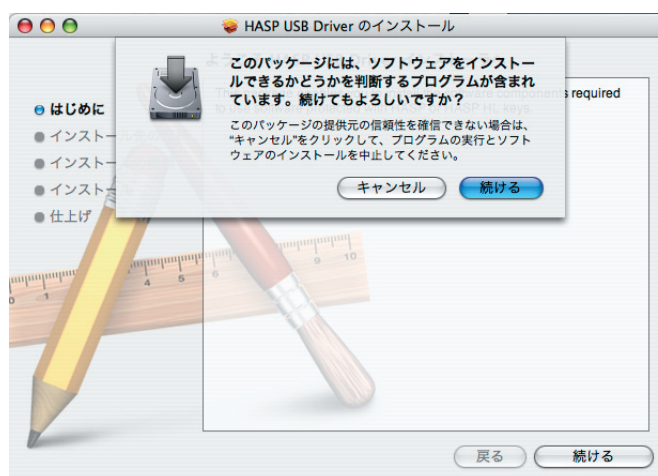 HASP USB Driver のインストール
このパッケージには、ソフトウェアをインストー
ルできるかどうかを判断するプログラムが含まれ
ています。続けてもよろしいですか？
このパッケージの提供元の信頼性を確信できない場合は、
“キャンセル”をクリックして、プログラムの実行とソフト
ウェアのインストールを中止してください。
キャンセル
続ける
s required
HASP HL keys.
はじめに
インストー
インストー
インスト
仕上げ
0 1 4 5 6 9 10
戻る
続ける